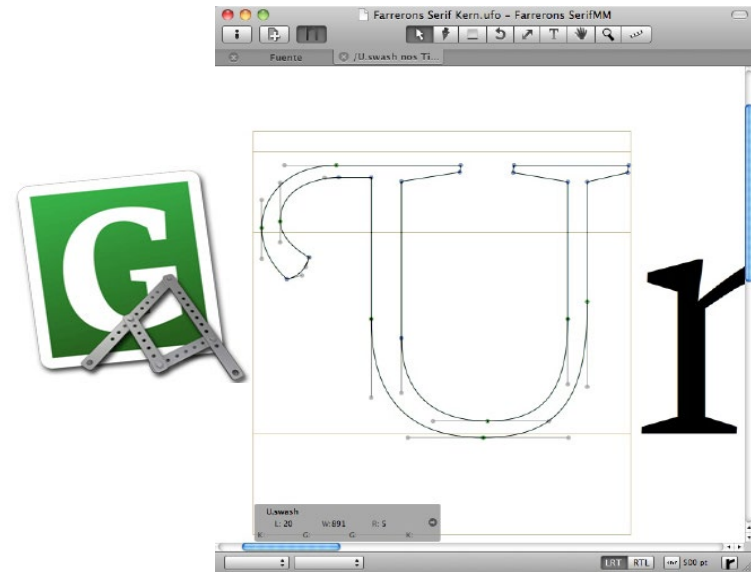 Farrerons Serif Kern.ufo – Farrerons SerifMM
Fuente
/U.swash nos Ti...
G
r
U.swash
L: 20 W:891 R: 5
K: G: G: K:
LRT RTL 500 pt r